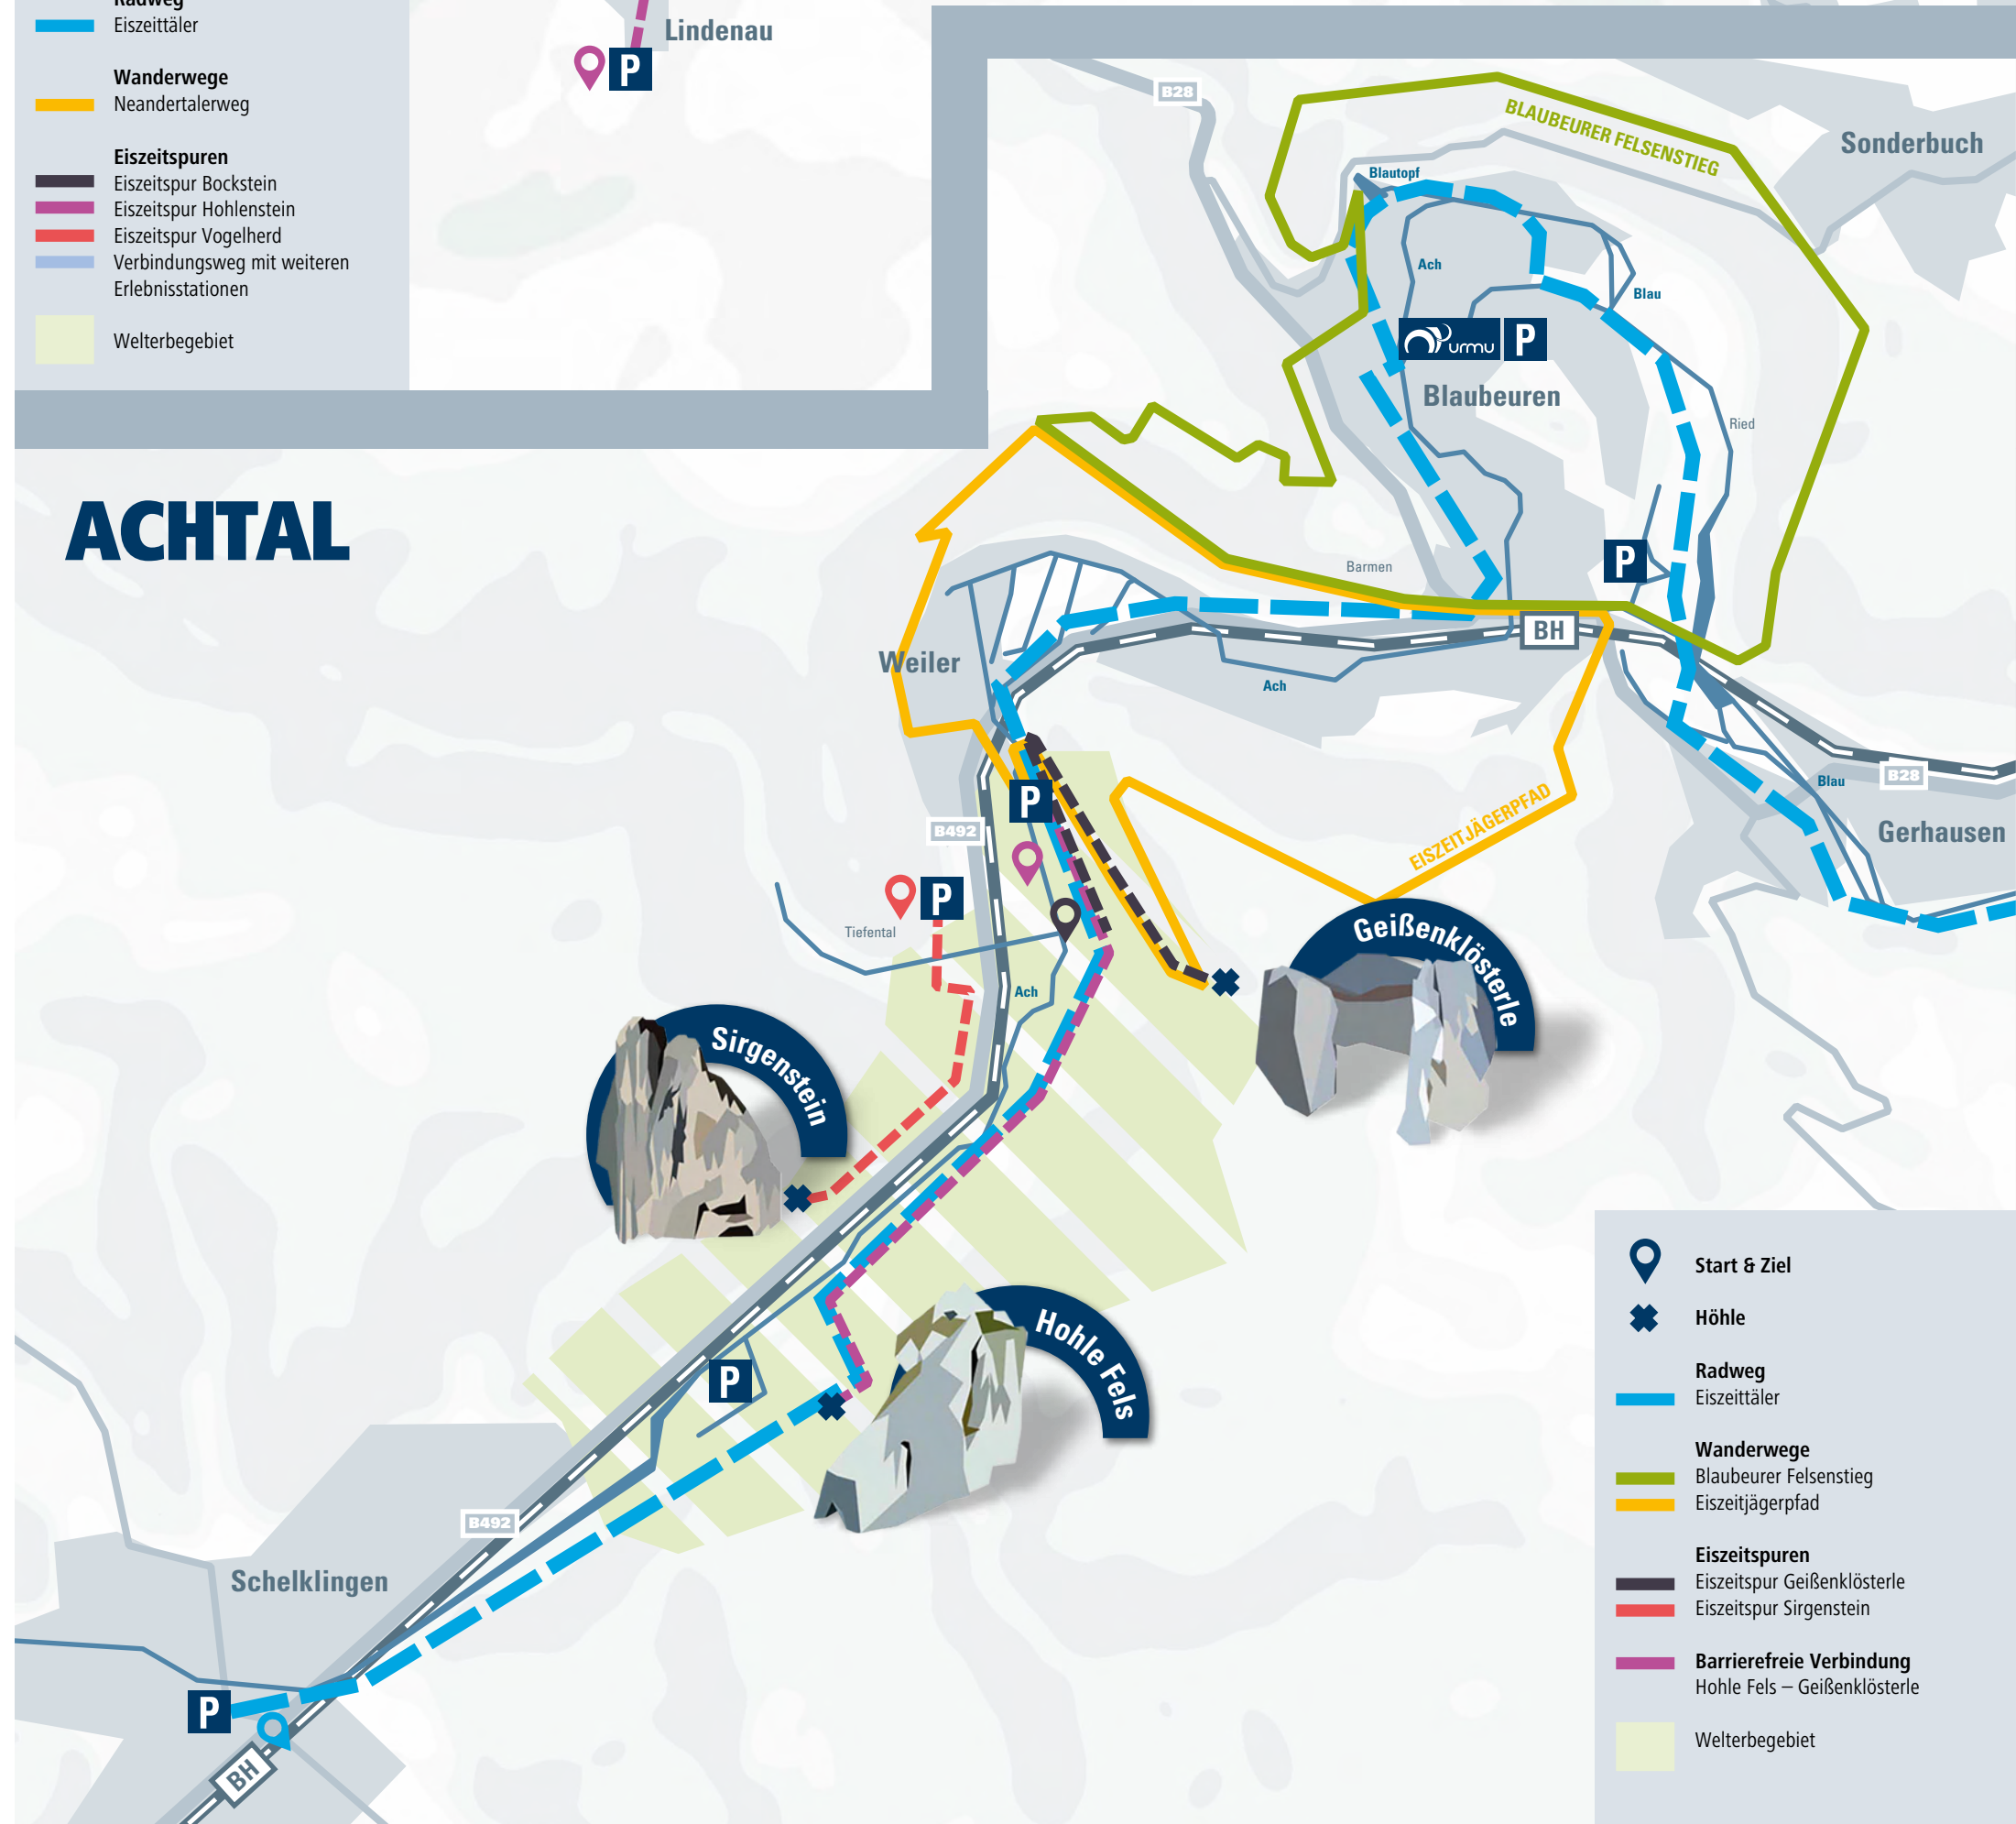 Radweg
Eiszeittäler
Wanderwege
Neandertalerweg
Eiszeitspuren
Eiszeitspur Bockstein
Eiszeitspur Hohlenstein
Eiszeitspur Vogelherd
Verbindungsweg mit weiteren
Erlebnisstationen
Welterbegebiet
Lindenau
P
B28
BLAUBEURER FELSENSTIEG
Sonderbuch
Blautopf
Ach
Blau
urmu P
Blaubeuren
Ried
ACHTAL
Barmen
P
BH
Weiler
Ach
B28
Blau
P
EISZEITJÄGERPFAD
B492
Gerhausen
P
Tiefental
Geißenklösterle
Ach
Sirgenstein
Hohle Fels
P
B492
Schelklingen
P
BH
Start & Ziel
Höhle
Radweg
Eiszeittäler
Wanderwege
Blaubeurer Felsenstieg
Eiszeitjägerpfad
Eiszeitspuren
Eiszeitspur Geißenklösterle
Eiszeitspur Sirgenstein
Barrierefreie Verbindung
Hohle Fels – Geißenklösterle
Welterbegebiet